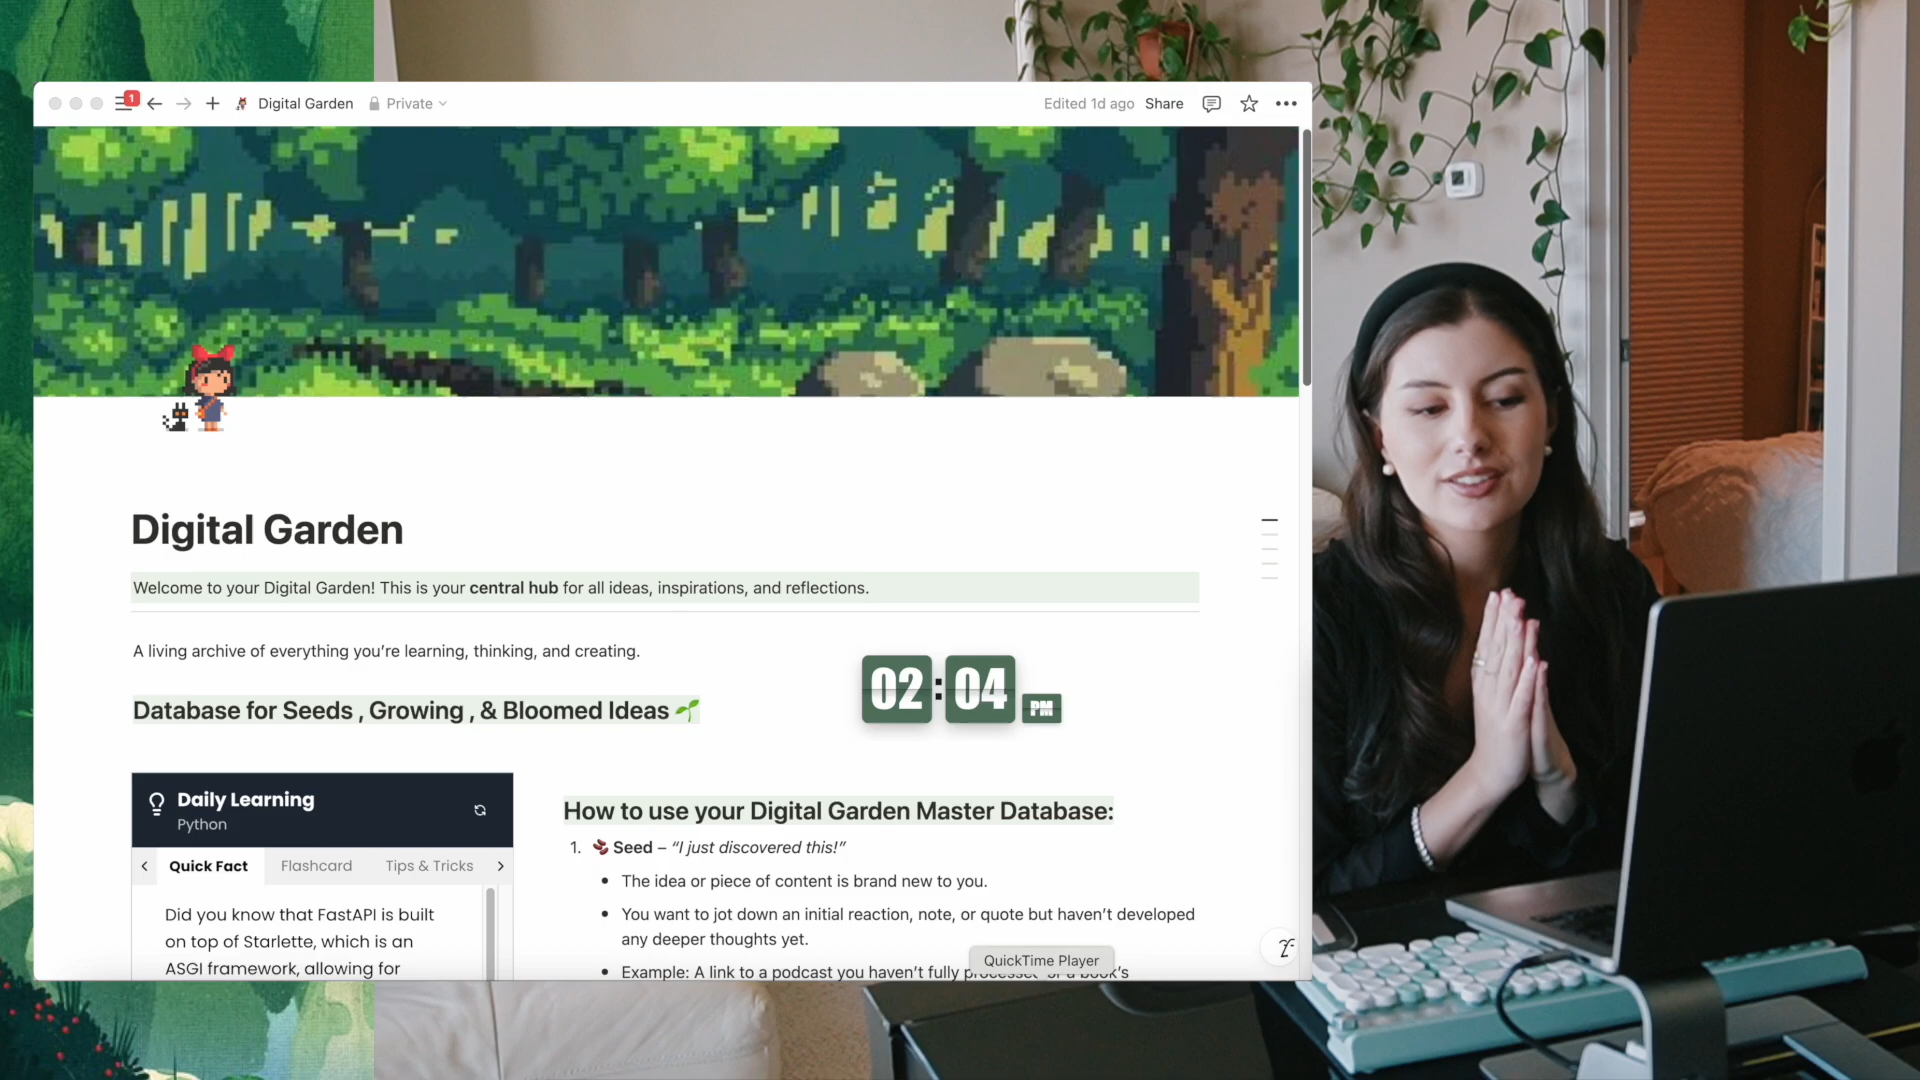 1
Digital Garden
Private
Edited 1d ago
Share
Digital Garden
Welcome to your Digital Garden! This is your central hub for all ideas, inspirations, and reflections.
A living archive of everything you're learning, thinking, and creating.
02:04 PM
Database for Seeds , Growing , & Bloomed Ideas
Daily Learning
Python
Quick Fact
Flashcard
Tips & Tricks
Did you know that FastAPI is built
on top of Starlette, which is an
ASGI framework, allowing for
How to use your Digital Garden Master Database:
1. Seed – “I just discovered this!”
• The idea or piece of content is brand new to you.
• You want to jot down an initial reaction, note, or quote but haven't developed
any deeper thoughts yet.
• Example: A link to a podcast you haven't fully or a book's
QuickTime Player